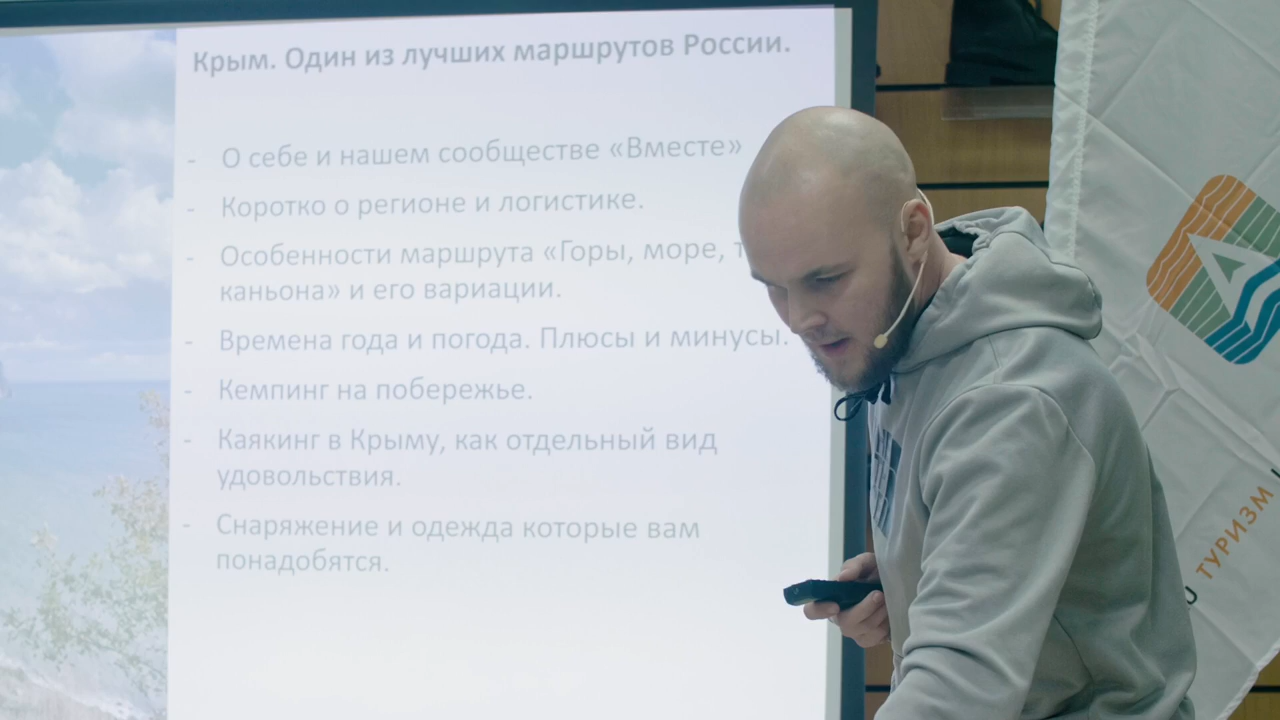 Крым. Один из лучших маршрутов России.
- О себе и нашем сообществе «Вместе»
- Коротко о регионе и логистике.
- Особенности маршрута «Горы, море,
каньона» и его вариации.
- Времена года и погода. Плюсы и минусы.
- Кемпинг на побережье.
- Каякинг в Крыму, как отдельный вид
удовольствия.
- Снаряжение и одежда которые вам
понадобятся.
ТУРИЗМ